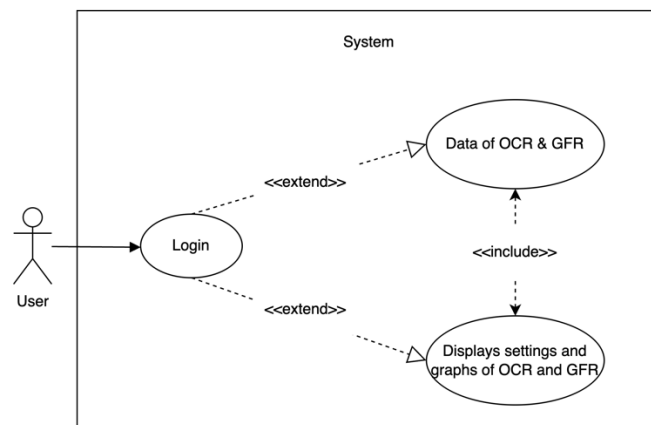 System
Data of OCR & GFR
<<extend>>
Login
<<include>>
User
<<extend>>
Displays settings and
graphs of OCR and GFR